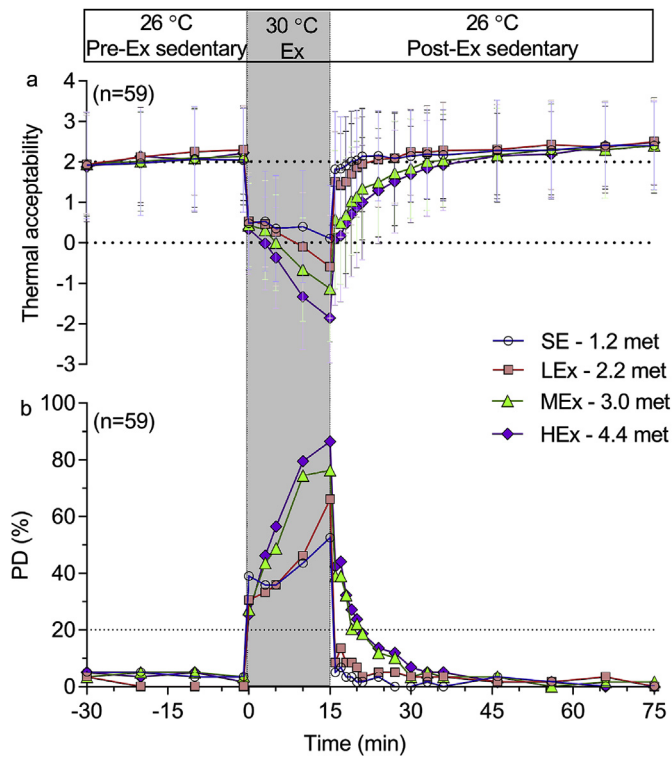 26 °C 30 °C 26 °C
Pre-Ex sedentary Ex Post-Ex sedentary
a
4
(n=59)
3
2
1
0
-1
-2
-3
Thermal acceptability
SE - 1.2 met
LEx - 2.2 met
MEx - 3.0 met
HEx - 4.4 met
b
100
(n=59)
80
60
40
20
0
PD (%)
-30 -15 0 15 30 45 60 75
Time (min)